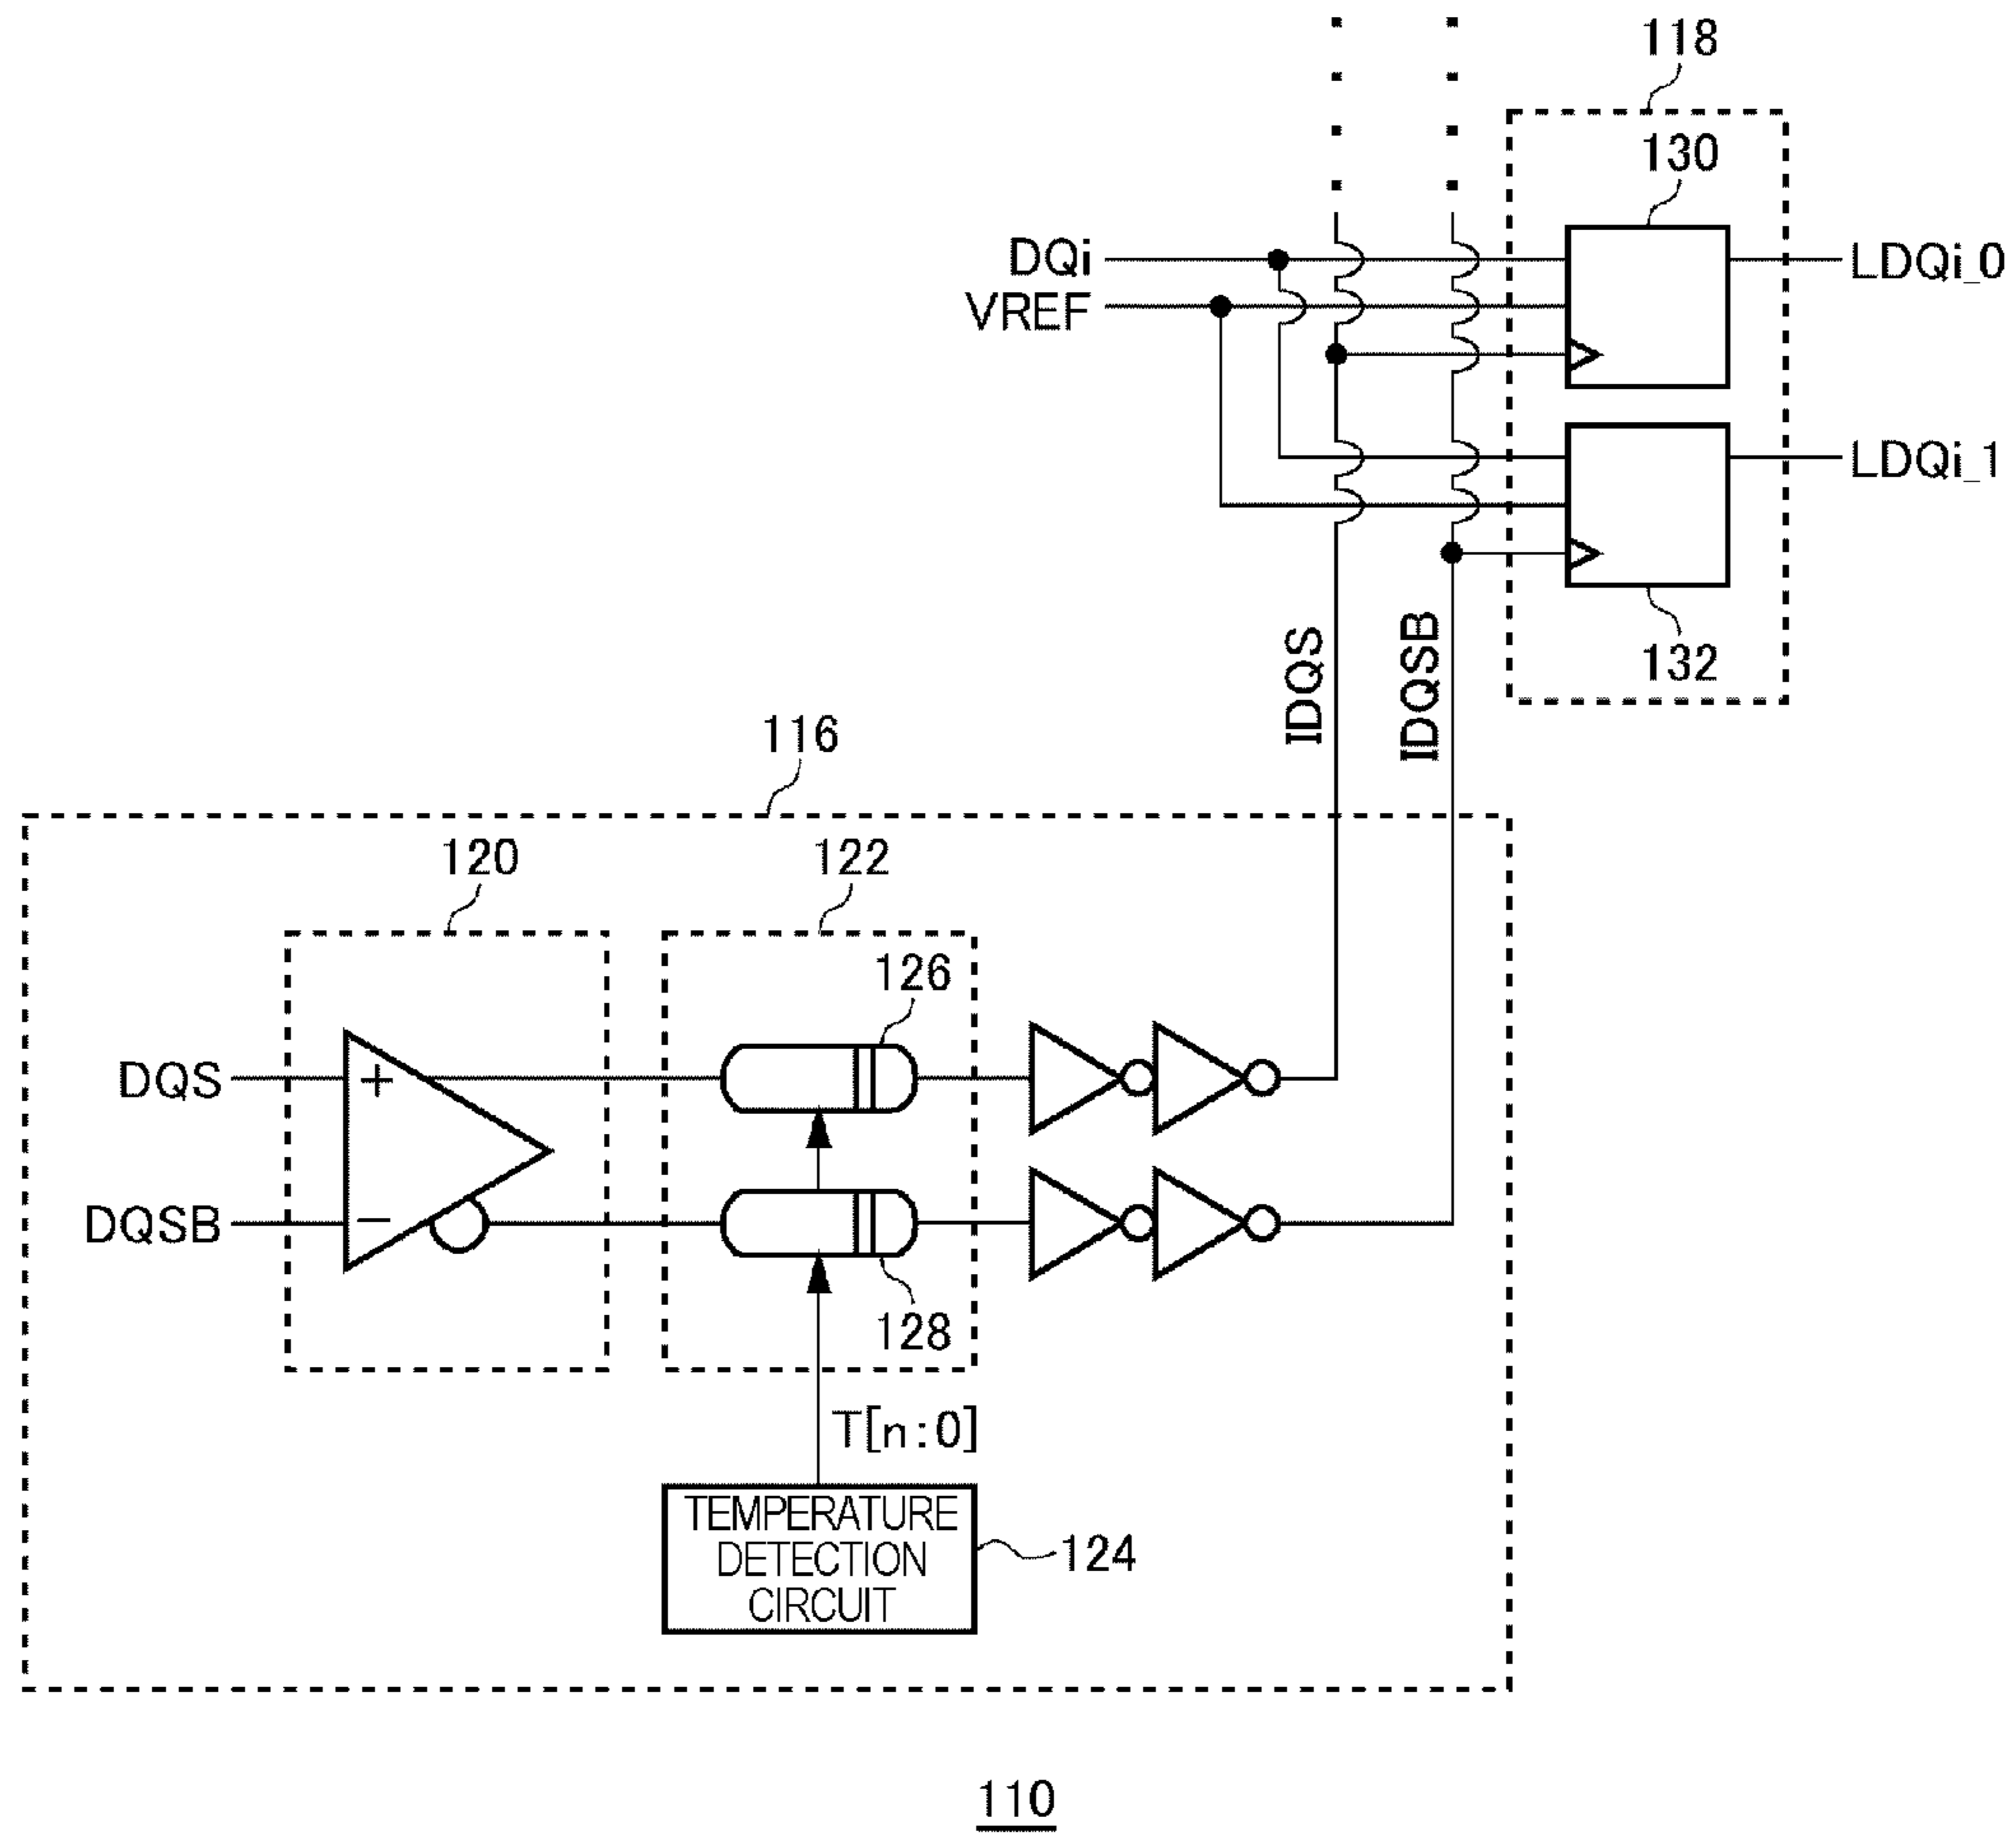 118
130
DQi
LDQi_0
VREF
LDQi_1
132
IDQS
IDQSB
116
120
122
126
DQS
+
DQSB
−
128
T[n:0]
TEMPERATURE
DETECTION
CIRCUIT
124
110